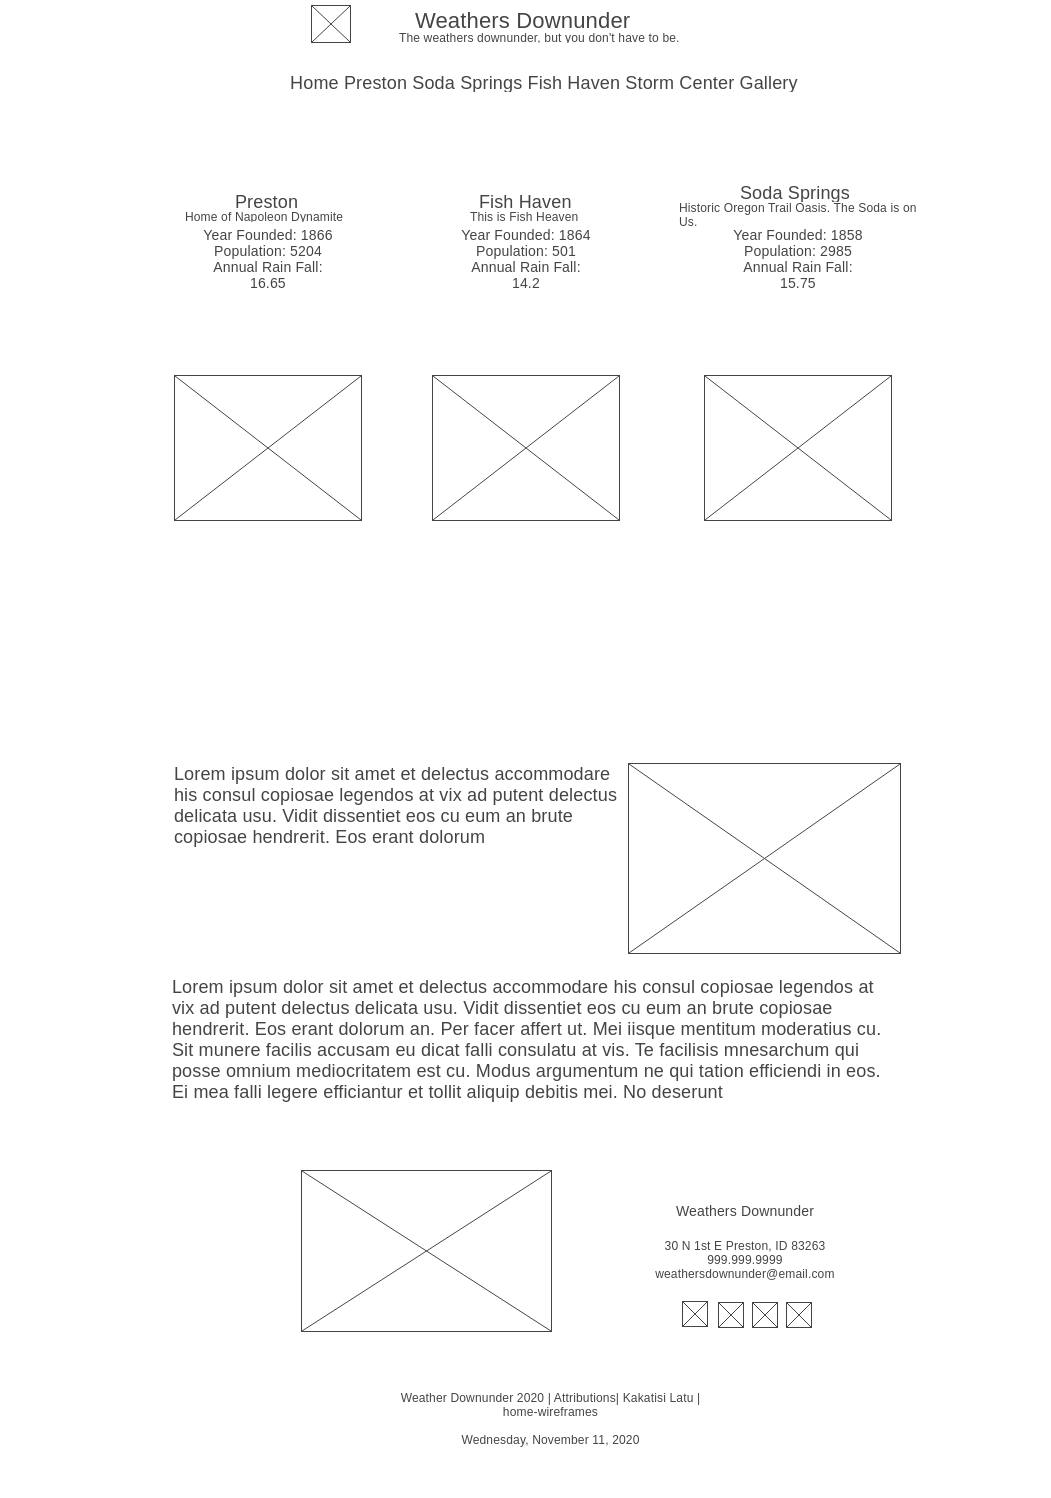 Weathers Downunder
The weathers downunder, but you don't have to be.
Home Preston Soda Springs Fish Haven Storm Center Gallery
Preston
Home of Napoleon Dynamite
Year Founded: 1866
Population: 5204
Annual Rain Fall:
16.65
Fish Haven
This is Fish Heaven
Year Founded: 1864
Population: 501
Annual Rain Fall:
14.2
Soda Springs
Historic Oregon Trail Oasis. The Soda is on
Us.
Year Founded: 1858
Population: 2985
Annual Rain Fall:
15.75
Lorem ipsum dolor sit amet et delectus accommodare
his consul copiosae legendos at vix ad putent delectus
delicata usu. Vidit dissentiet eos cu eum an brute
copiosae hendrerit. Eos erant dolorum
Lorem ipsum dolor sit amet et delectus accommodare his consul copiosae legendos at
vix ad putent delectus delicata usu. Vidit dissentiet eos cu eum an brute copiosae
hendrerit. Eos erant dolorum an. Per facer affert ut. Mei iisque mentitum moderatius cu.
Sit munere facilis accusam eu dicat falli consulatu at vis. Te facilisis mnesarchum qui
posse omnium mediocritatem est cu. Modus argumentum ne qui tation efficiendi in eos.
Ei mea falli legere efficiantur et tollit aliquip debitis mei. No deserunt
Weathers Downunder
30 N 1st E Preston, ID 83263
999.999.9999
weathersdownunder@email.com
Weather Downunder 2020 | Attributions| Kakatisi Latu |
home-wireframes
Wednesday, November 11, 2020